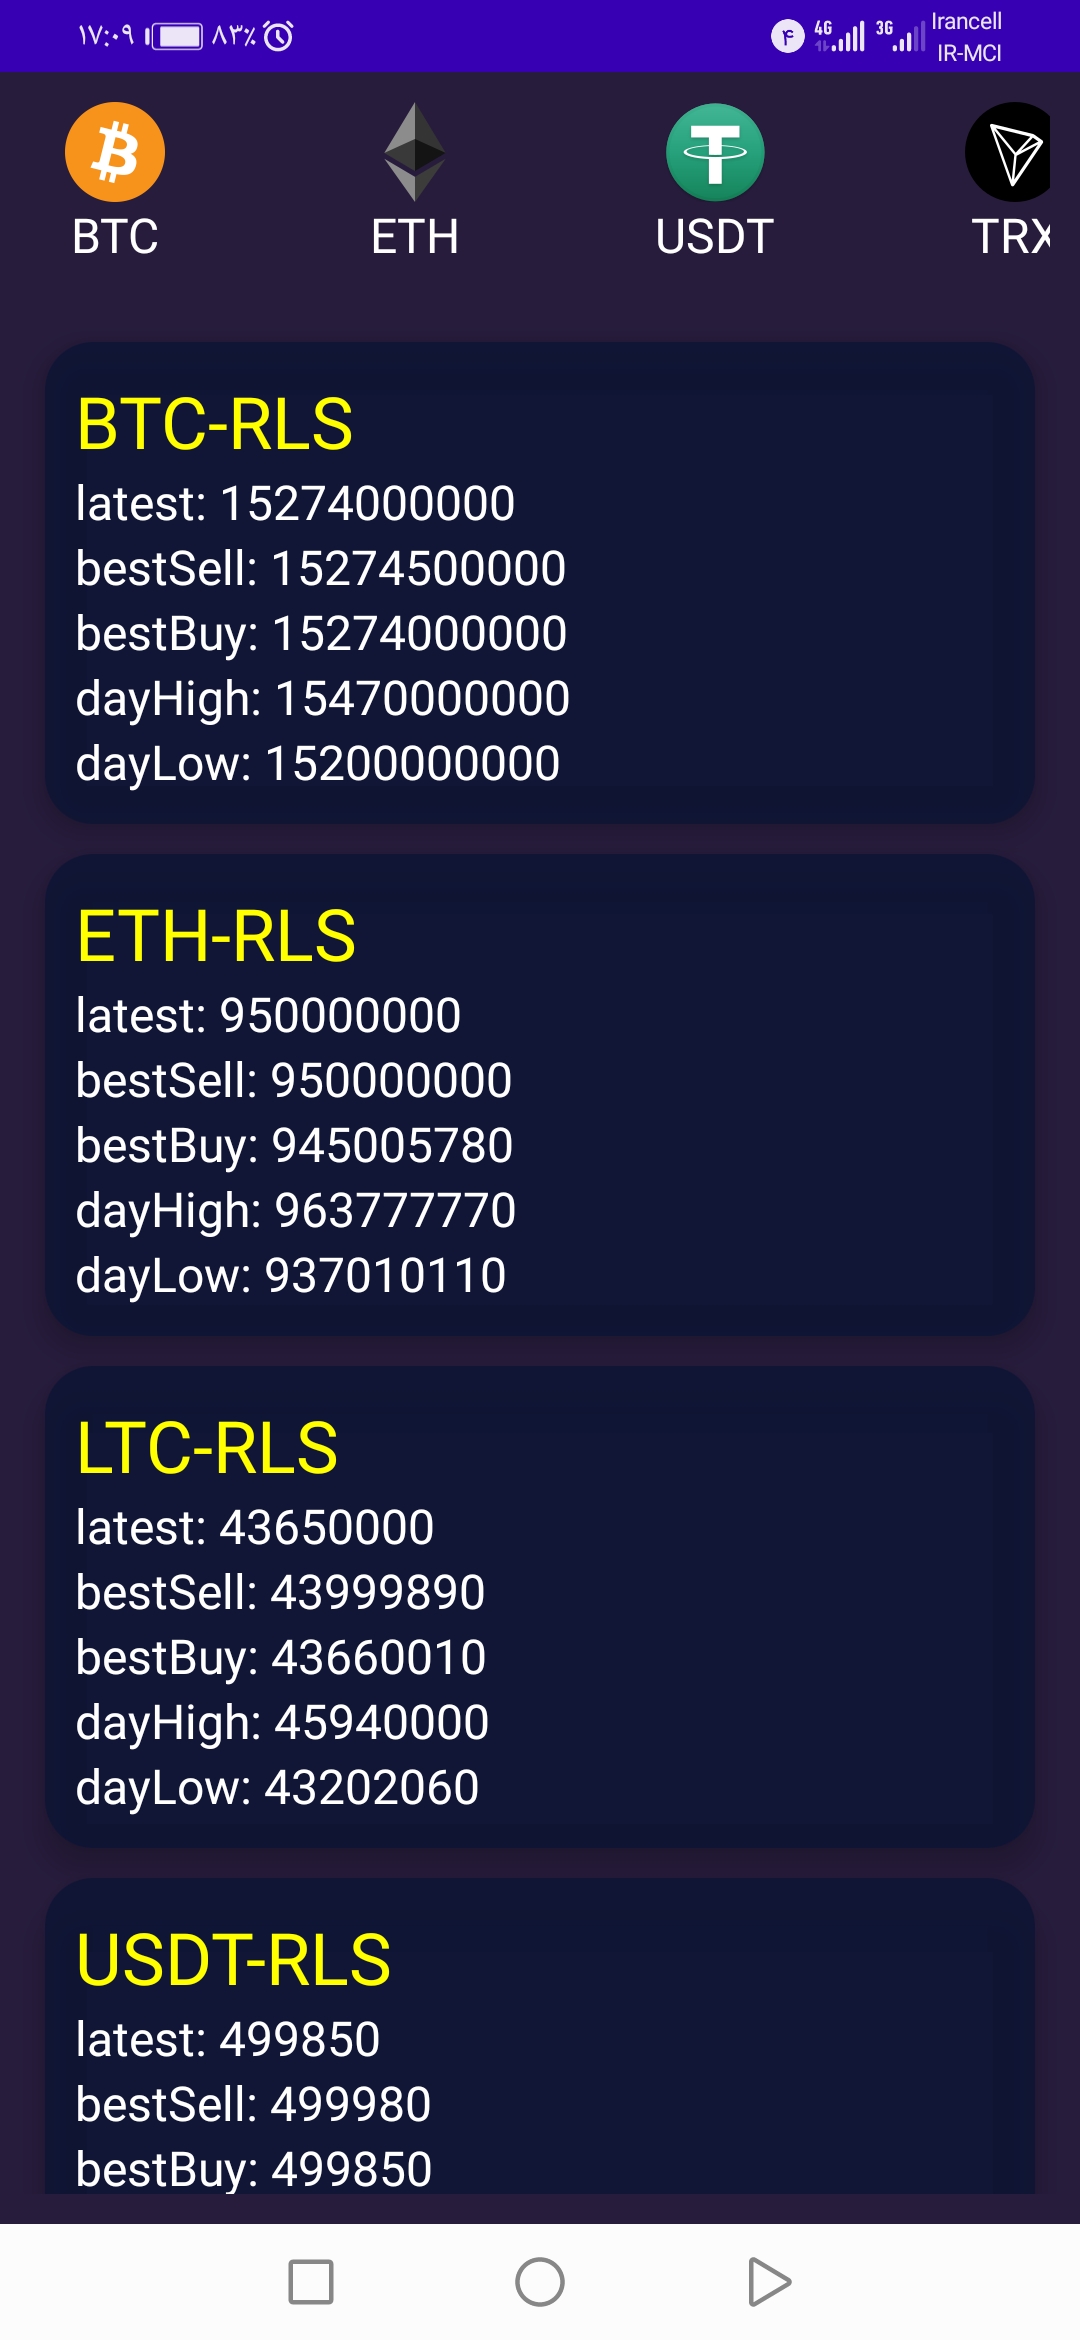 ۱۷:۰۹ ۸۳٪ ۴ 4G 3G Irancell
IR-MCI
BTC ETH USDT TRX
BTC-RLS
latest: 15274000000
bestSell: 15274500000
bestBuy: 15274000000
dayHigh: 15470000000
dayLow: 15200000000
ETH-RLS
latest: 950000000
bestSell: 950000000
bestBuy: 945005780
dayHigh: 963777770
dayLow: 937010110
LTC-RLS
latest: 43650000
bestSell: 43999890
bestBuy: 43660010
dayHigh: 45940000
dayLow: 43202060
USDT-RLS
latest: 499850
bestSell: 499980
bestBuy: 499850